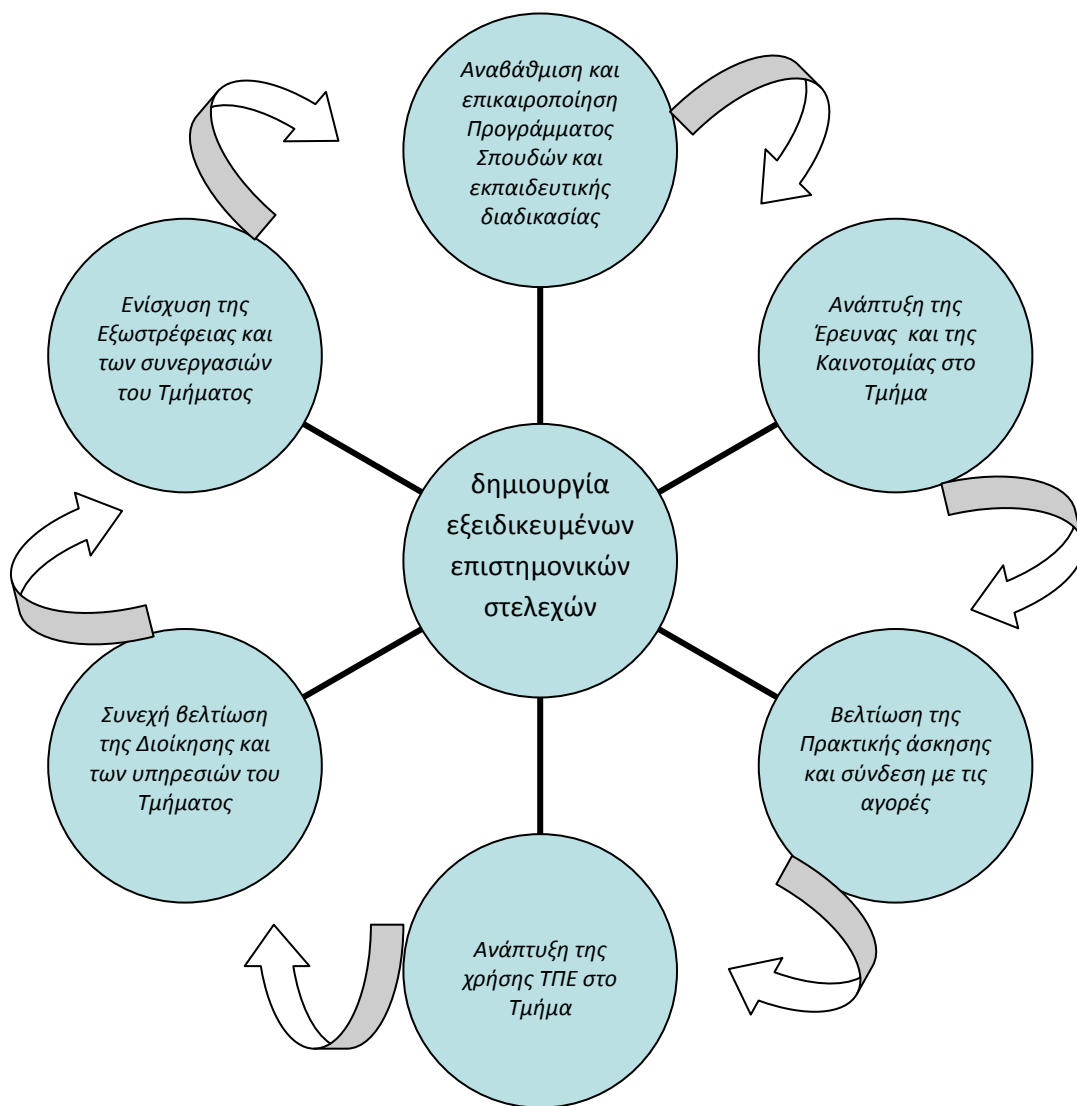 Αναβάθμιση και
επικαιροποίηση
Προγράμματος
Σπουδών και
εκπαιδευτικής
διαδικασίας
Ανάπτυξη της
Έρευνας και της
Καινοτομίας στο
Τμήμα
Βελτίωση της
Πρακτικής άσκησης
και σύνδεση με τις
αγορές
Ανάπτυξη της
χρήσης ΤΠΕ στο
Τμήμα
Συνεχή βελτίωση
της Διοίκησης και
των υπηρεσιών του
Τμήματος
Ενίσχυση της
Εξωστρέφειας και
των συνεργασιών
του Τμήματος
δημιουργία
εξειδικευμένων
επιστημονικών
στελεχών